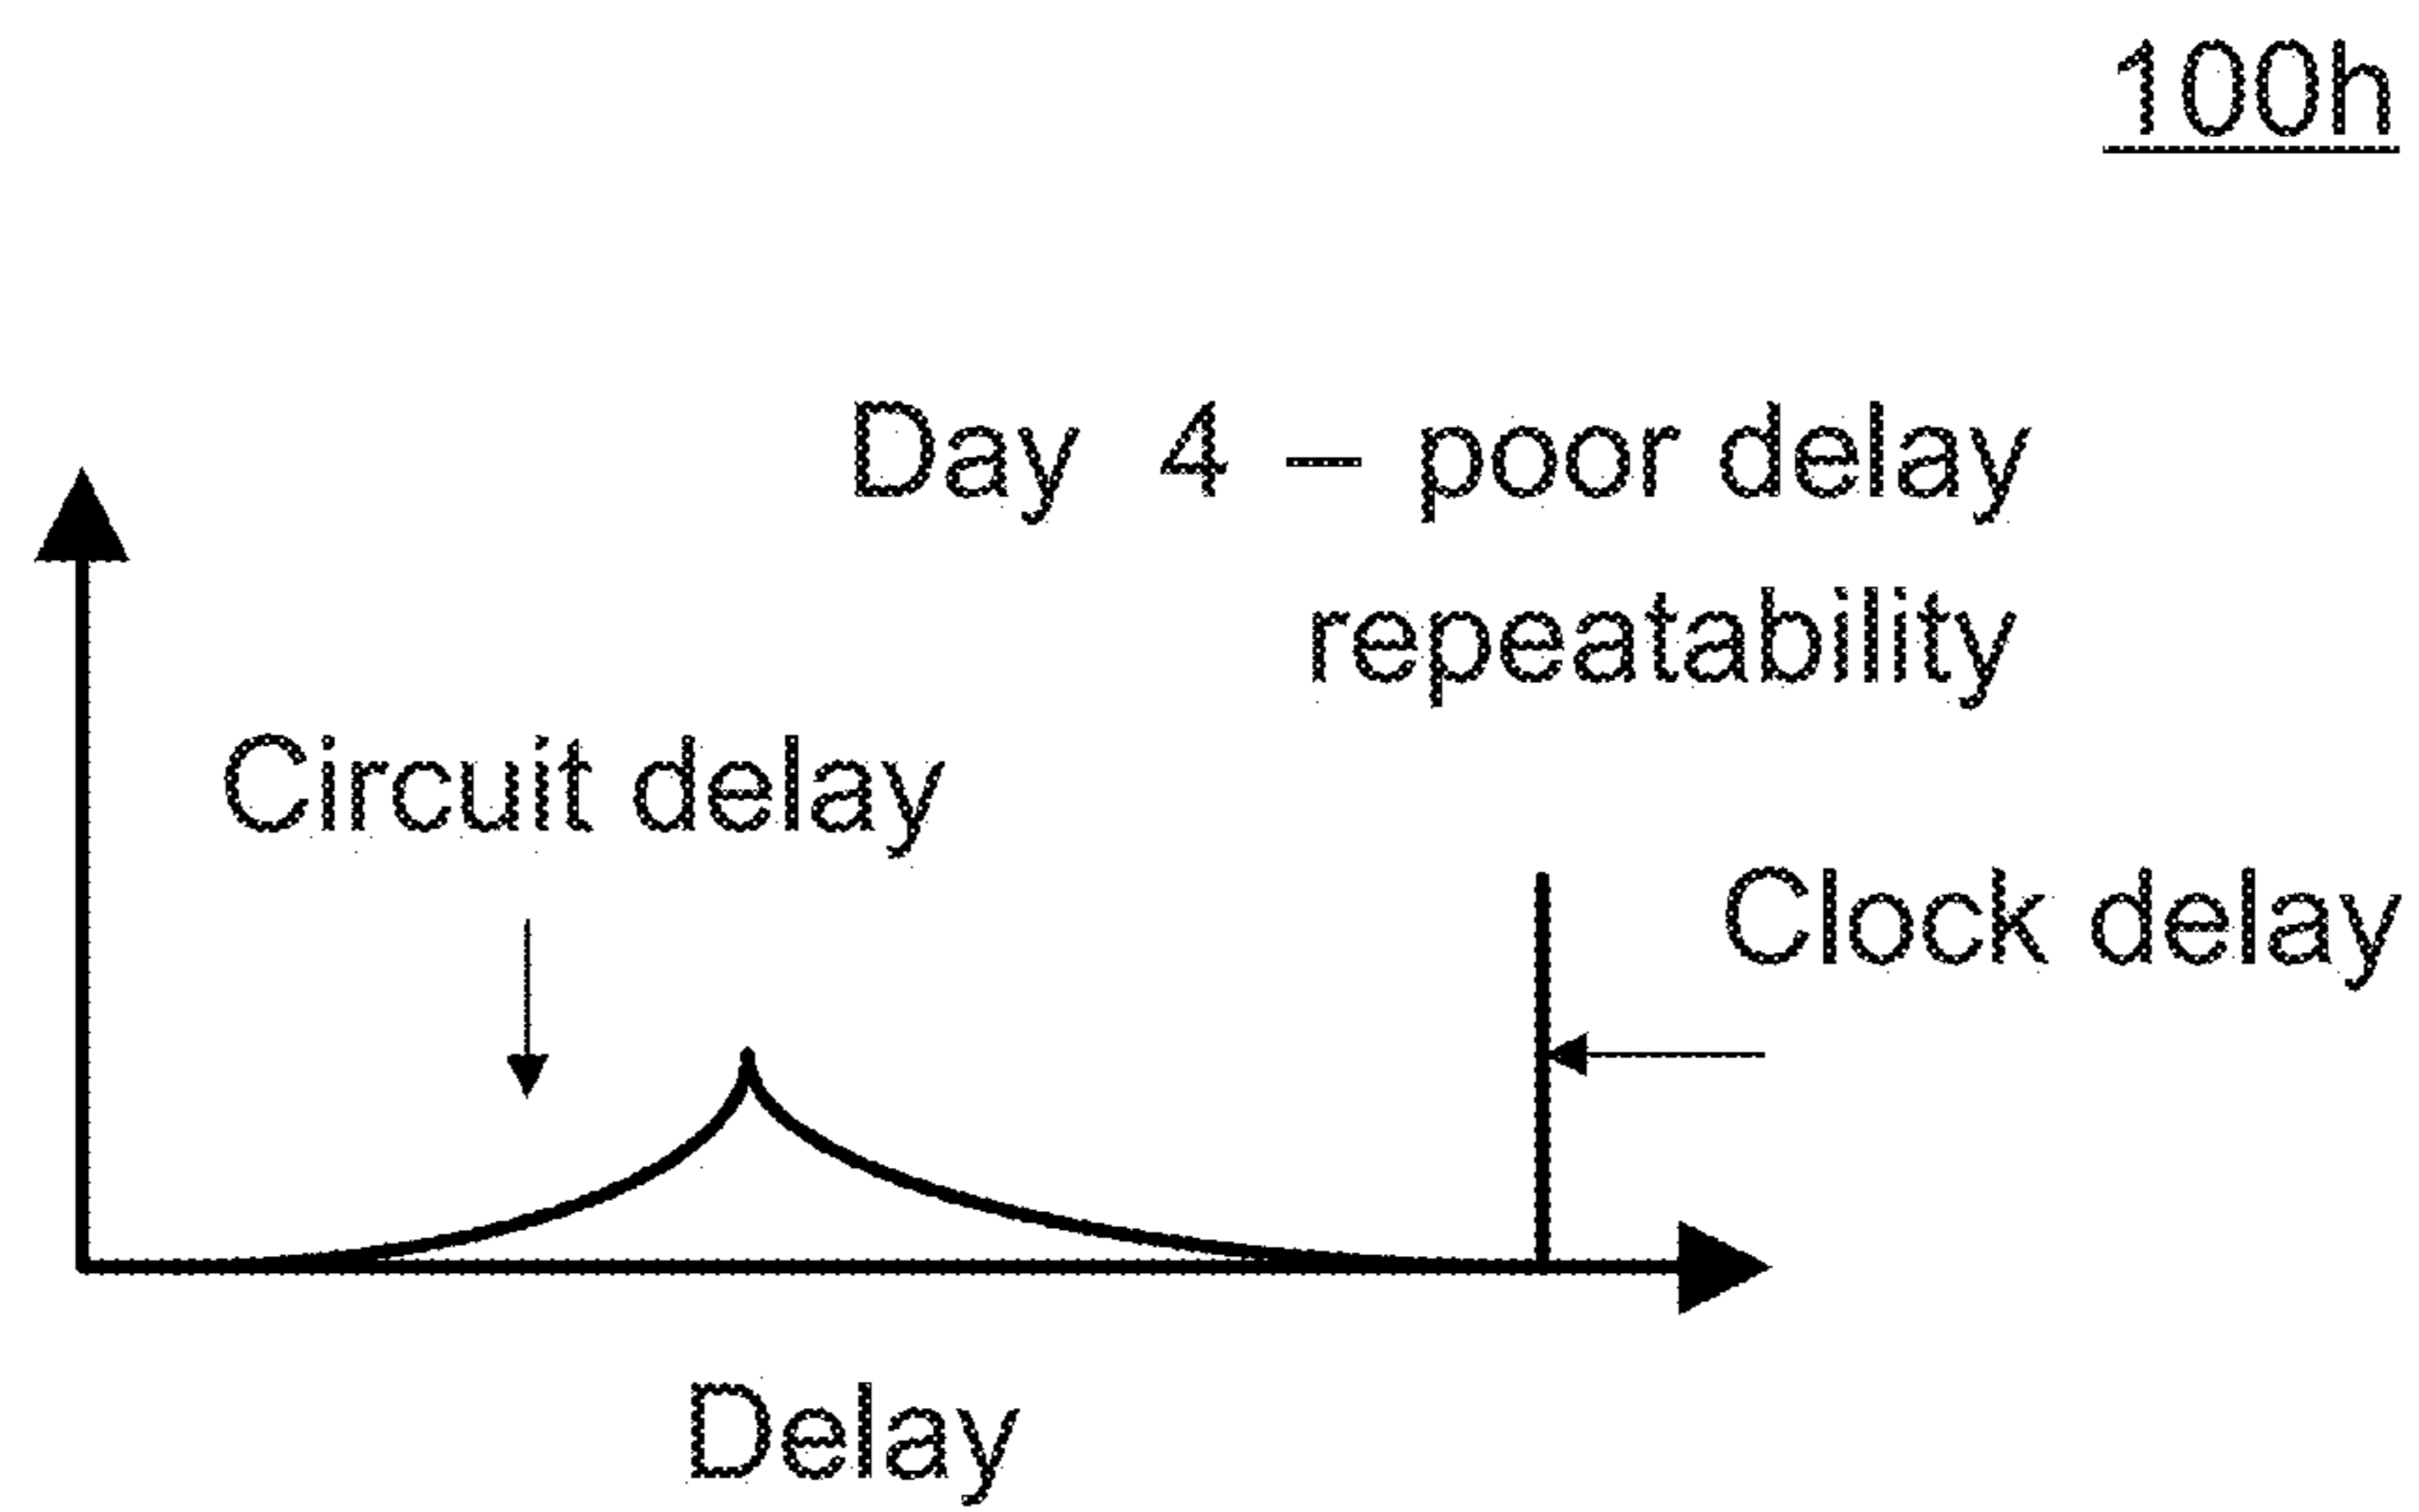 100h
Day 4 – poor delay
repeatability
Circuit delay
Clock delay
Delay